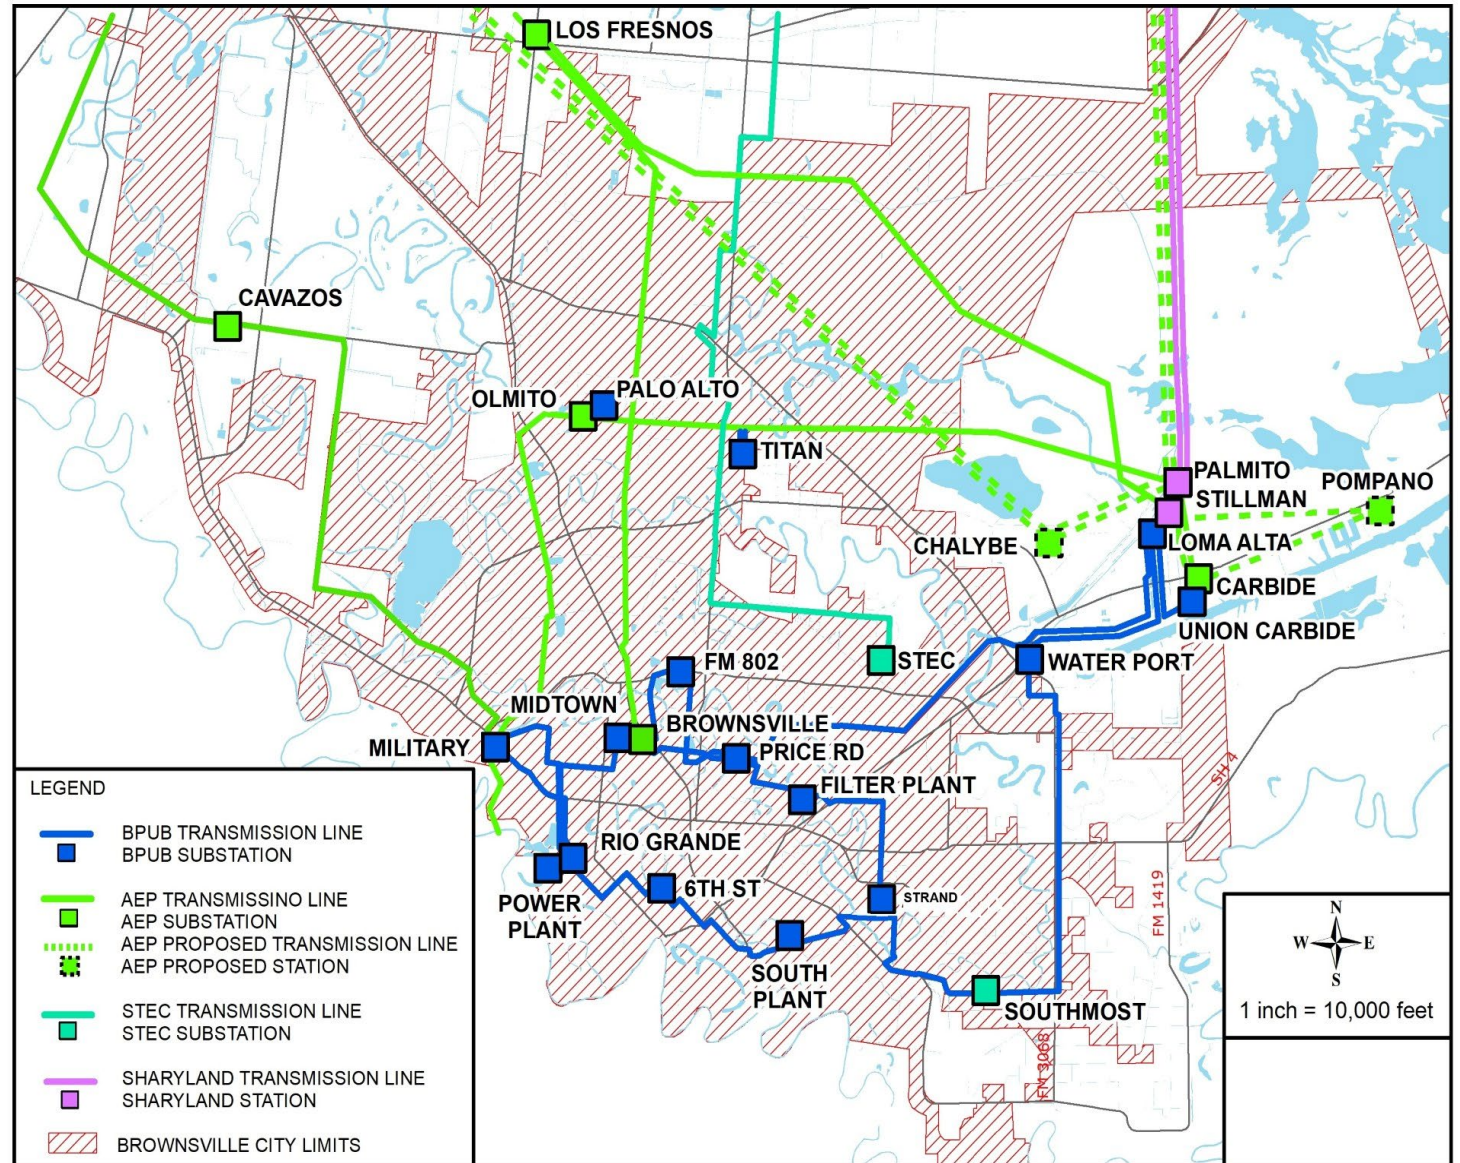 LOS FRESNOS
CAVAZOS
OLMITO
PALO ALTO
TITAN
PALMITO
STILLMAN
POMPANO
CHALYBE
LOMA ALTA
CARBIDE
UNION CARBIDE
STEC
WATER PORT
FM 802
MIDTOWN
BROWNSVILLE
MILITARY
PRICE RD
FILTER PLANT
SH 4
RIO GRANDE
6TH ST
STRAND
POWER
PLANT
SOUTH
PLANT
SOUTHMOST
FM 1419
FM 3068
LEGEND
BPUB TRANSMISSION LINE
BPUB SUBSTATION
AEP TRANSMISSINO LINE
AEP SUBSTATION
AEP PROPOSED TRANSMISSION LINE
AEP PROPOSED STATION
STEC TRANSMISSION LINE
STEC SUBSTATION
SHARYLAND TRANSMISSION LINE
SHARYLAND STATION
BROWNSVILLE CITY LIMITS
N
W E
S
1 inch = 10,000 feet